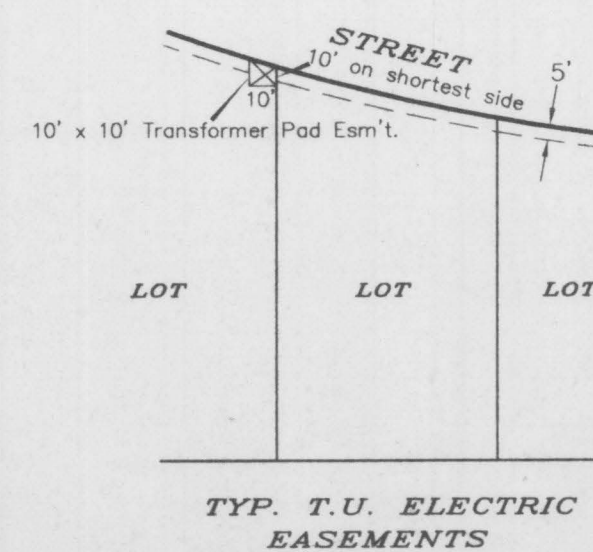 STREET
10' on shortest side
5'
10'
10' x 10' Transformer Pad Esm't.
LOT
LOT
LOT
TYP. T.U. ELECTRIC
EASEMENTS